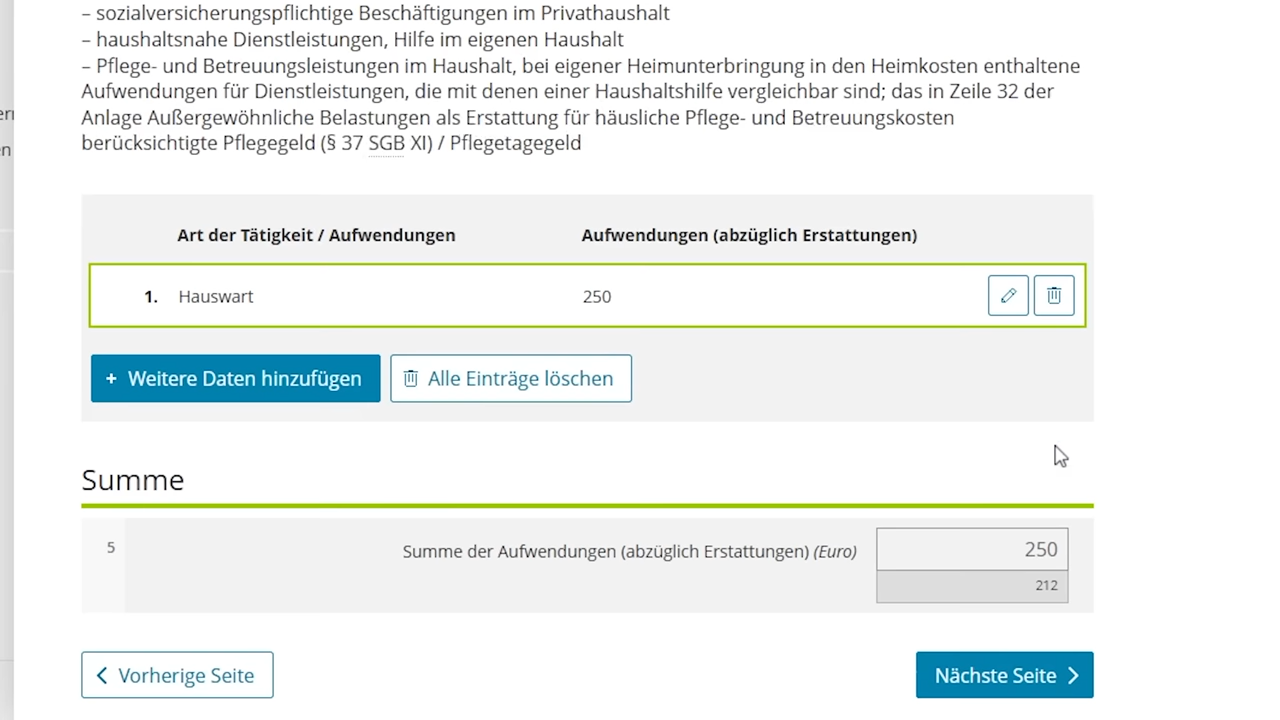 – sozialversicherungspflichtige Beschäftigungen im Privathaushalt
– haushaltsnahe Dienstleistungen, Hilfe im eigenen Haushalt
– Pflege- und Betreuungsleistungen im Haushalt, bei eigener Heimunterbringung in den Heimkosten enthaltene
Aufwendungen für Dienstleistungen, die mit denen einer Haushaltshilfe vergleichbar sind; das in Zeile 32 der
Anlage Außergewöhnliche Belastungen als Erstattung für häusliche Pflege- und Betreuungskosten
berücksichtigte Pflegegeld (§ 37 SGB XI) / Pflegetagegeld
Art der Tätigkeit / Aufwendungen Aufwendungen (abzüglich Erstattungen)
1. Hauswart 250
+ Weitere Daten hinzufügen Alle Einträge löschen
Summe
5 Summe der Aufwendungen (abzüglich Erstattungen) (Euro) 250
212
Vorherige Seite Nächste Seite